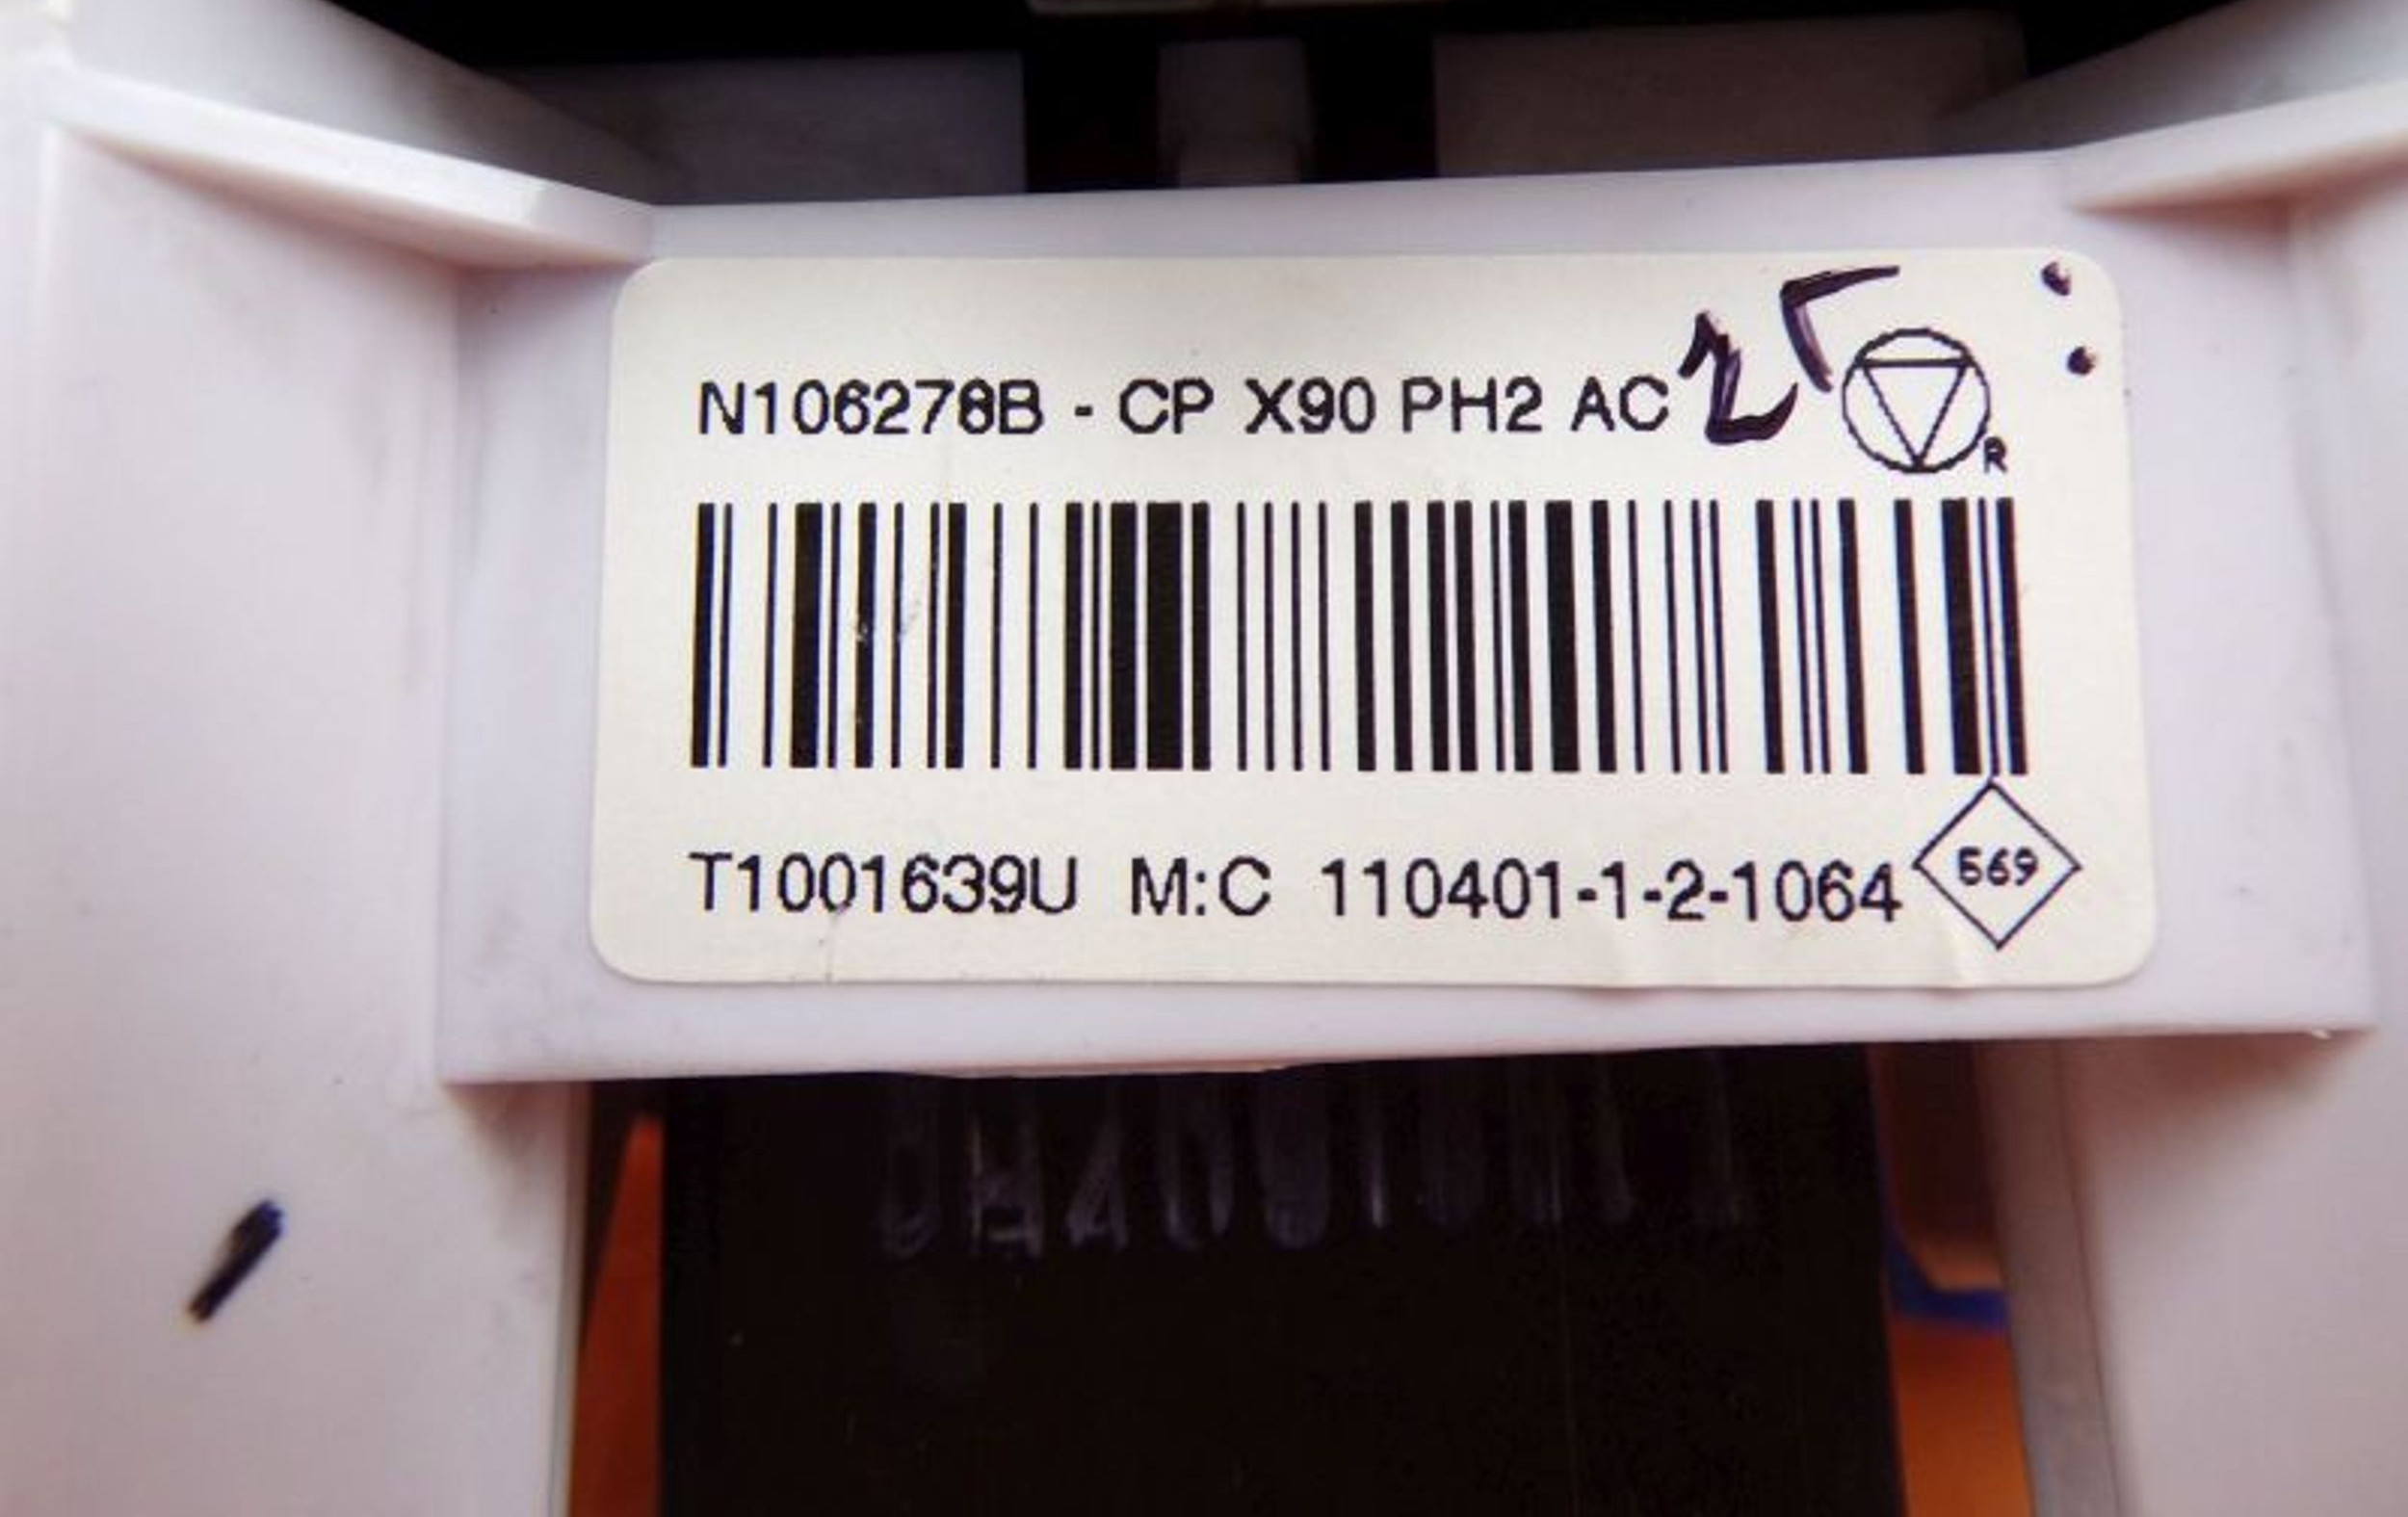 N106278B - CP X90 PH2 AC
R
T1001639U M:C 110401-1-2-1064
569